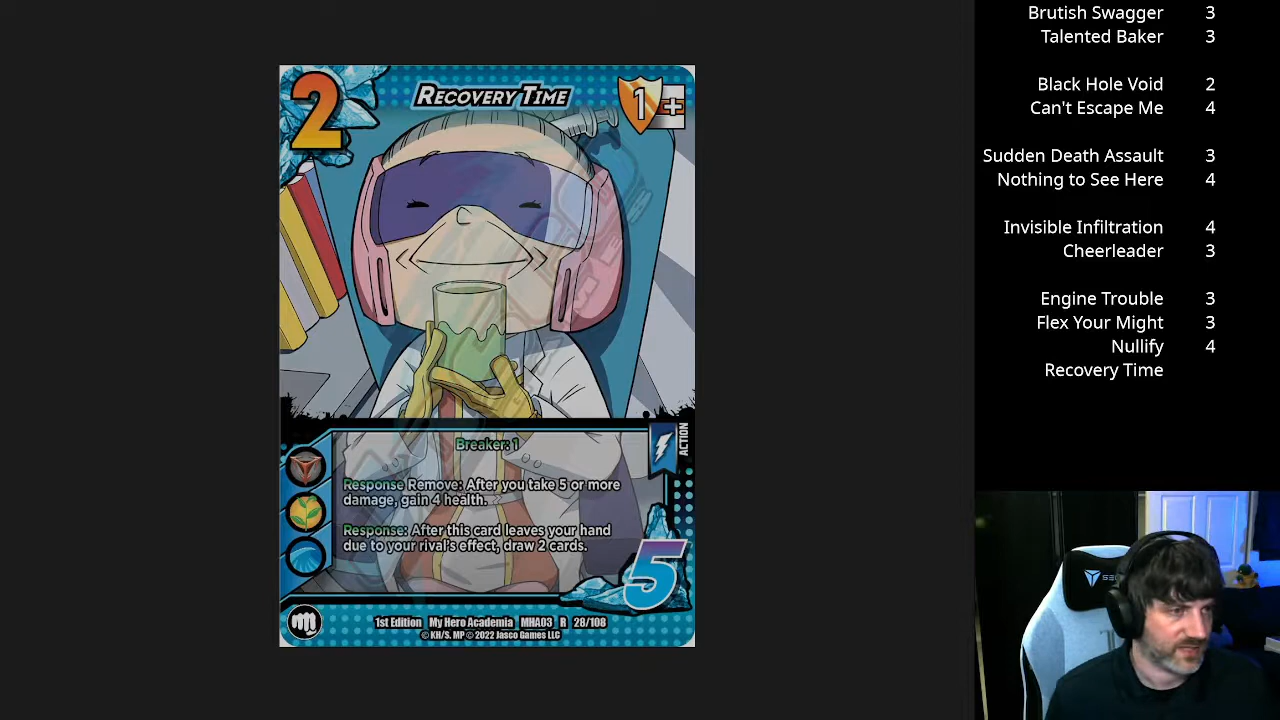 2
RECOVERY TIME
1
+
Breaker: 1
Response Remove: After you take 5 or more
damage, gain 4 health.
Response: After this card leaves your hand
due to your rival's effect, draw 2 cards.
ACTION
5
1st Edition My Hero Academia MHA03 R 28/108
© KH/S. MP © 2022 Jasco Games LLC
Brutish Swagger 3
Talented Baker 3
Black Hole Void 2
Can't Escape Me 4
Sudden Death Assault 3
Nothing to See Here 4
Invisible Infiltration 4
Cheerleader 3
Engine Trouble 3
Flex Your Might 3
Nullify 4
Recovery Time